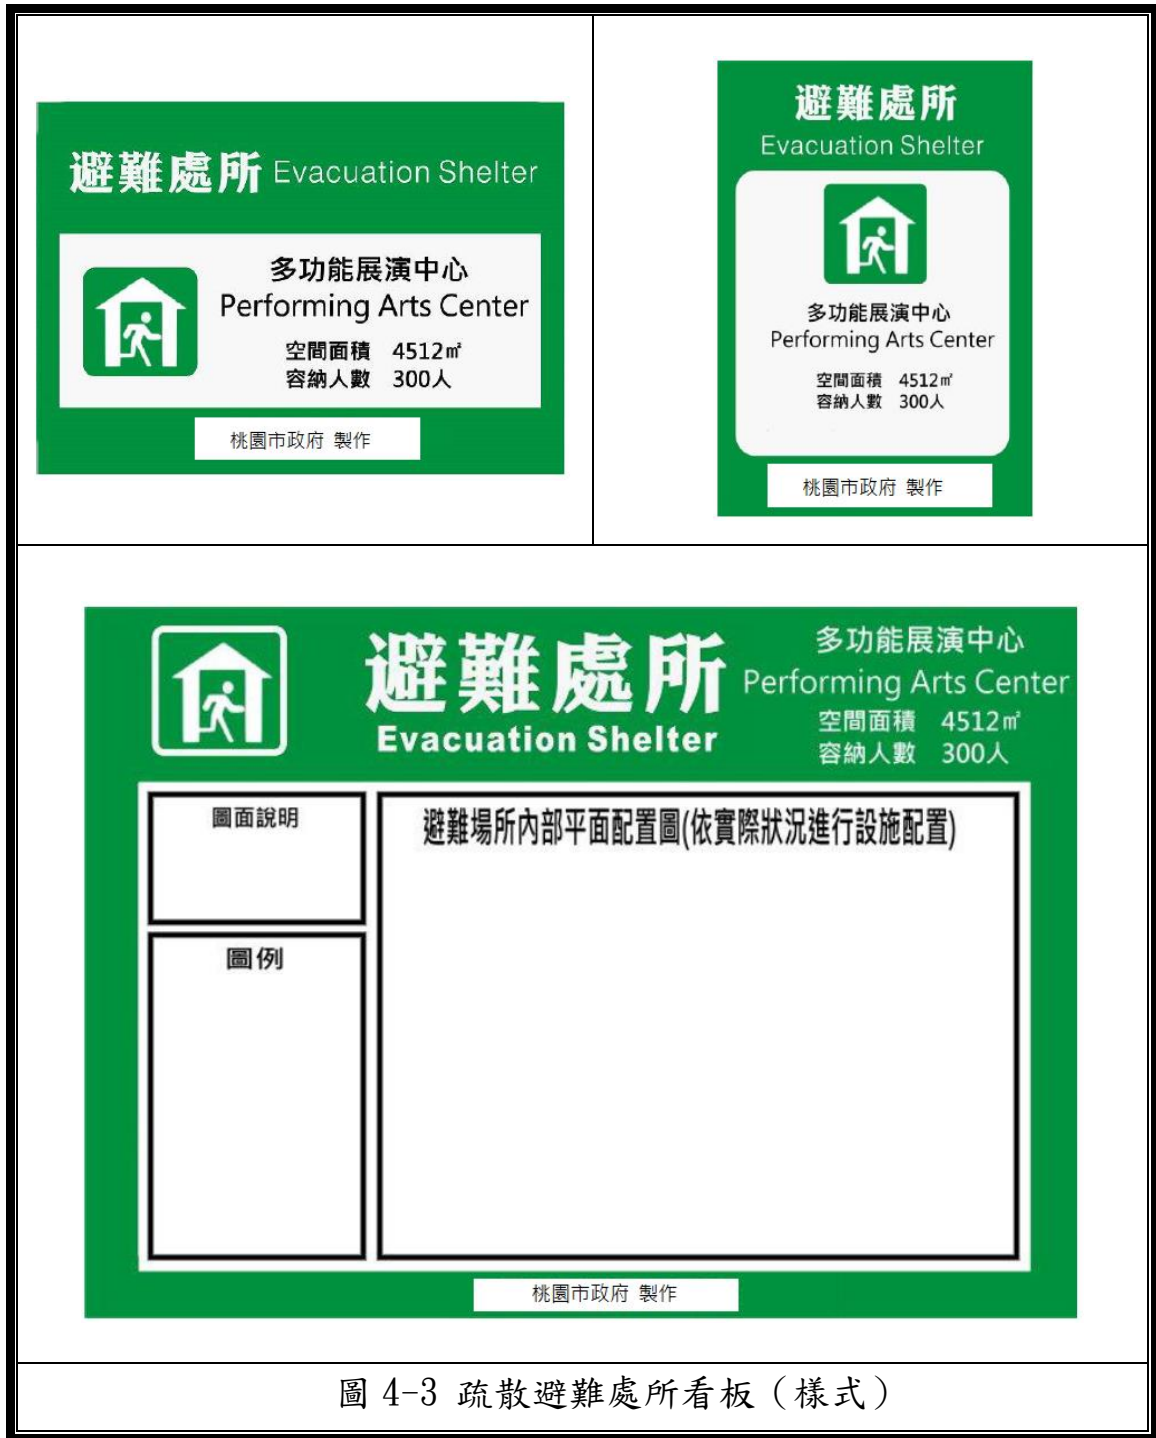 避難處所 Evacuation Shelter
多功能展演中心
Performing Arts Center
空間面積 4512㎡
容納人數 300人
桃園市政府 製作
避難處所
Evacuation Shelter
多功能展演中心
Performing Arts Center
空間面積 4512㎡
容納人數 300人
桃園市政府 製作
避難處所
Evacuation Shelter
多功能展演中心
Performing Arts Center
空間面積 4512㎡
容納人數 300人
圖面說明
圖例
避難場所內部平面配置圖(依實際狀況進行設施配置)
桃園市政府 製作
圖 4-3 疏散避難處所看板（樣式）